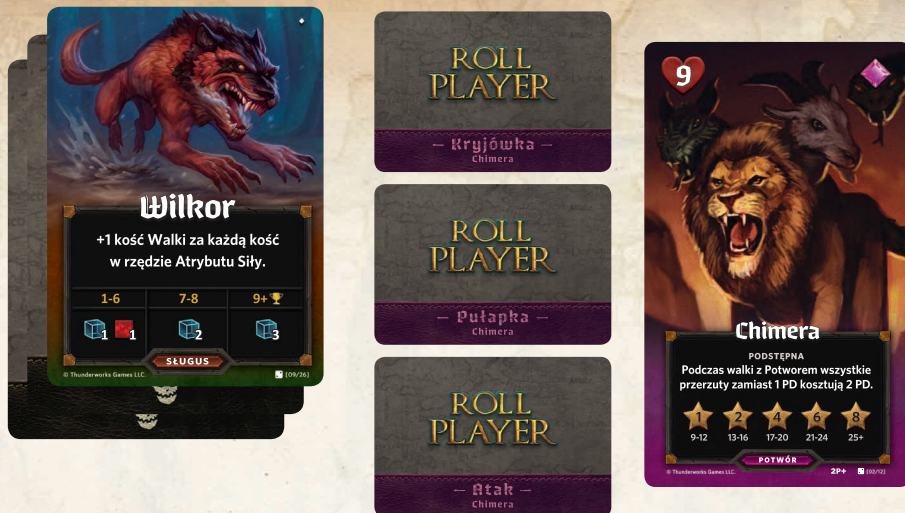 Wilkor
+1 kość Walki za każdą kość
w rzędzie Atrybutu Siły.
1-6 7-8 9+
1 1 2 3
SŁUGUS
© Thunderworks Games LLC. [09/26]
ROLL
PLAYER
— Kryjówka —
Chimera
ROLL
PLAYER
— Pułapka —
Chimera
ROLL
PLAYER
— Atak —
Chimera
9
Chimera
PODSTĘPNA
Podczas walki z Potworem wszystkie
przerzuty zamiast 1 PD kosztują 2 PD.
1 2 4 6 8
9-12 13-16 17-20 21-24 25+
POTWÓR
© Thunderworks Games LLC. 2P+ [02/12]